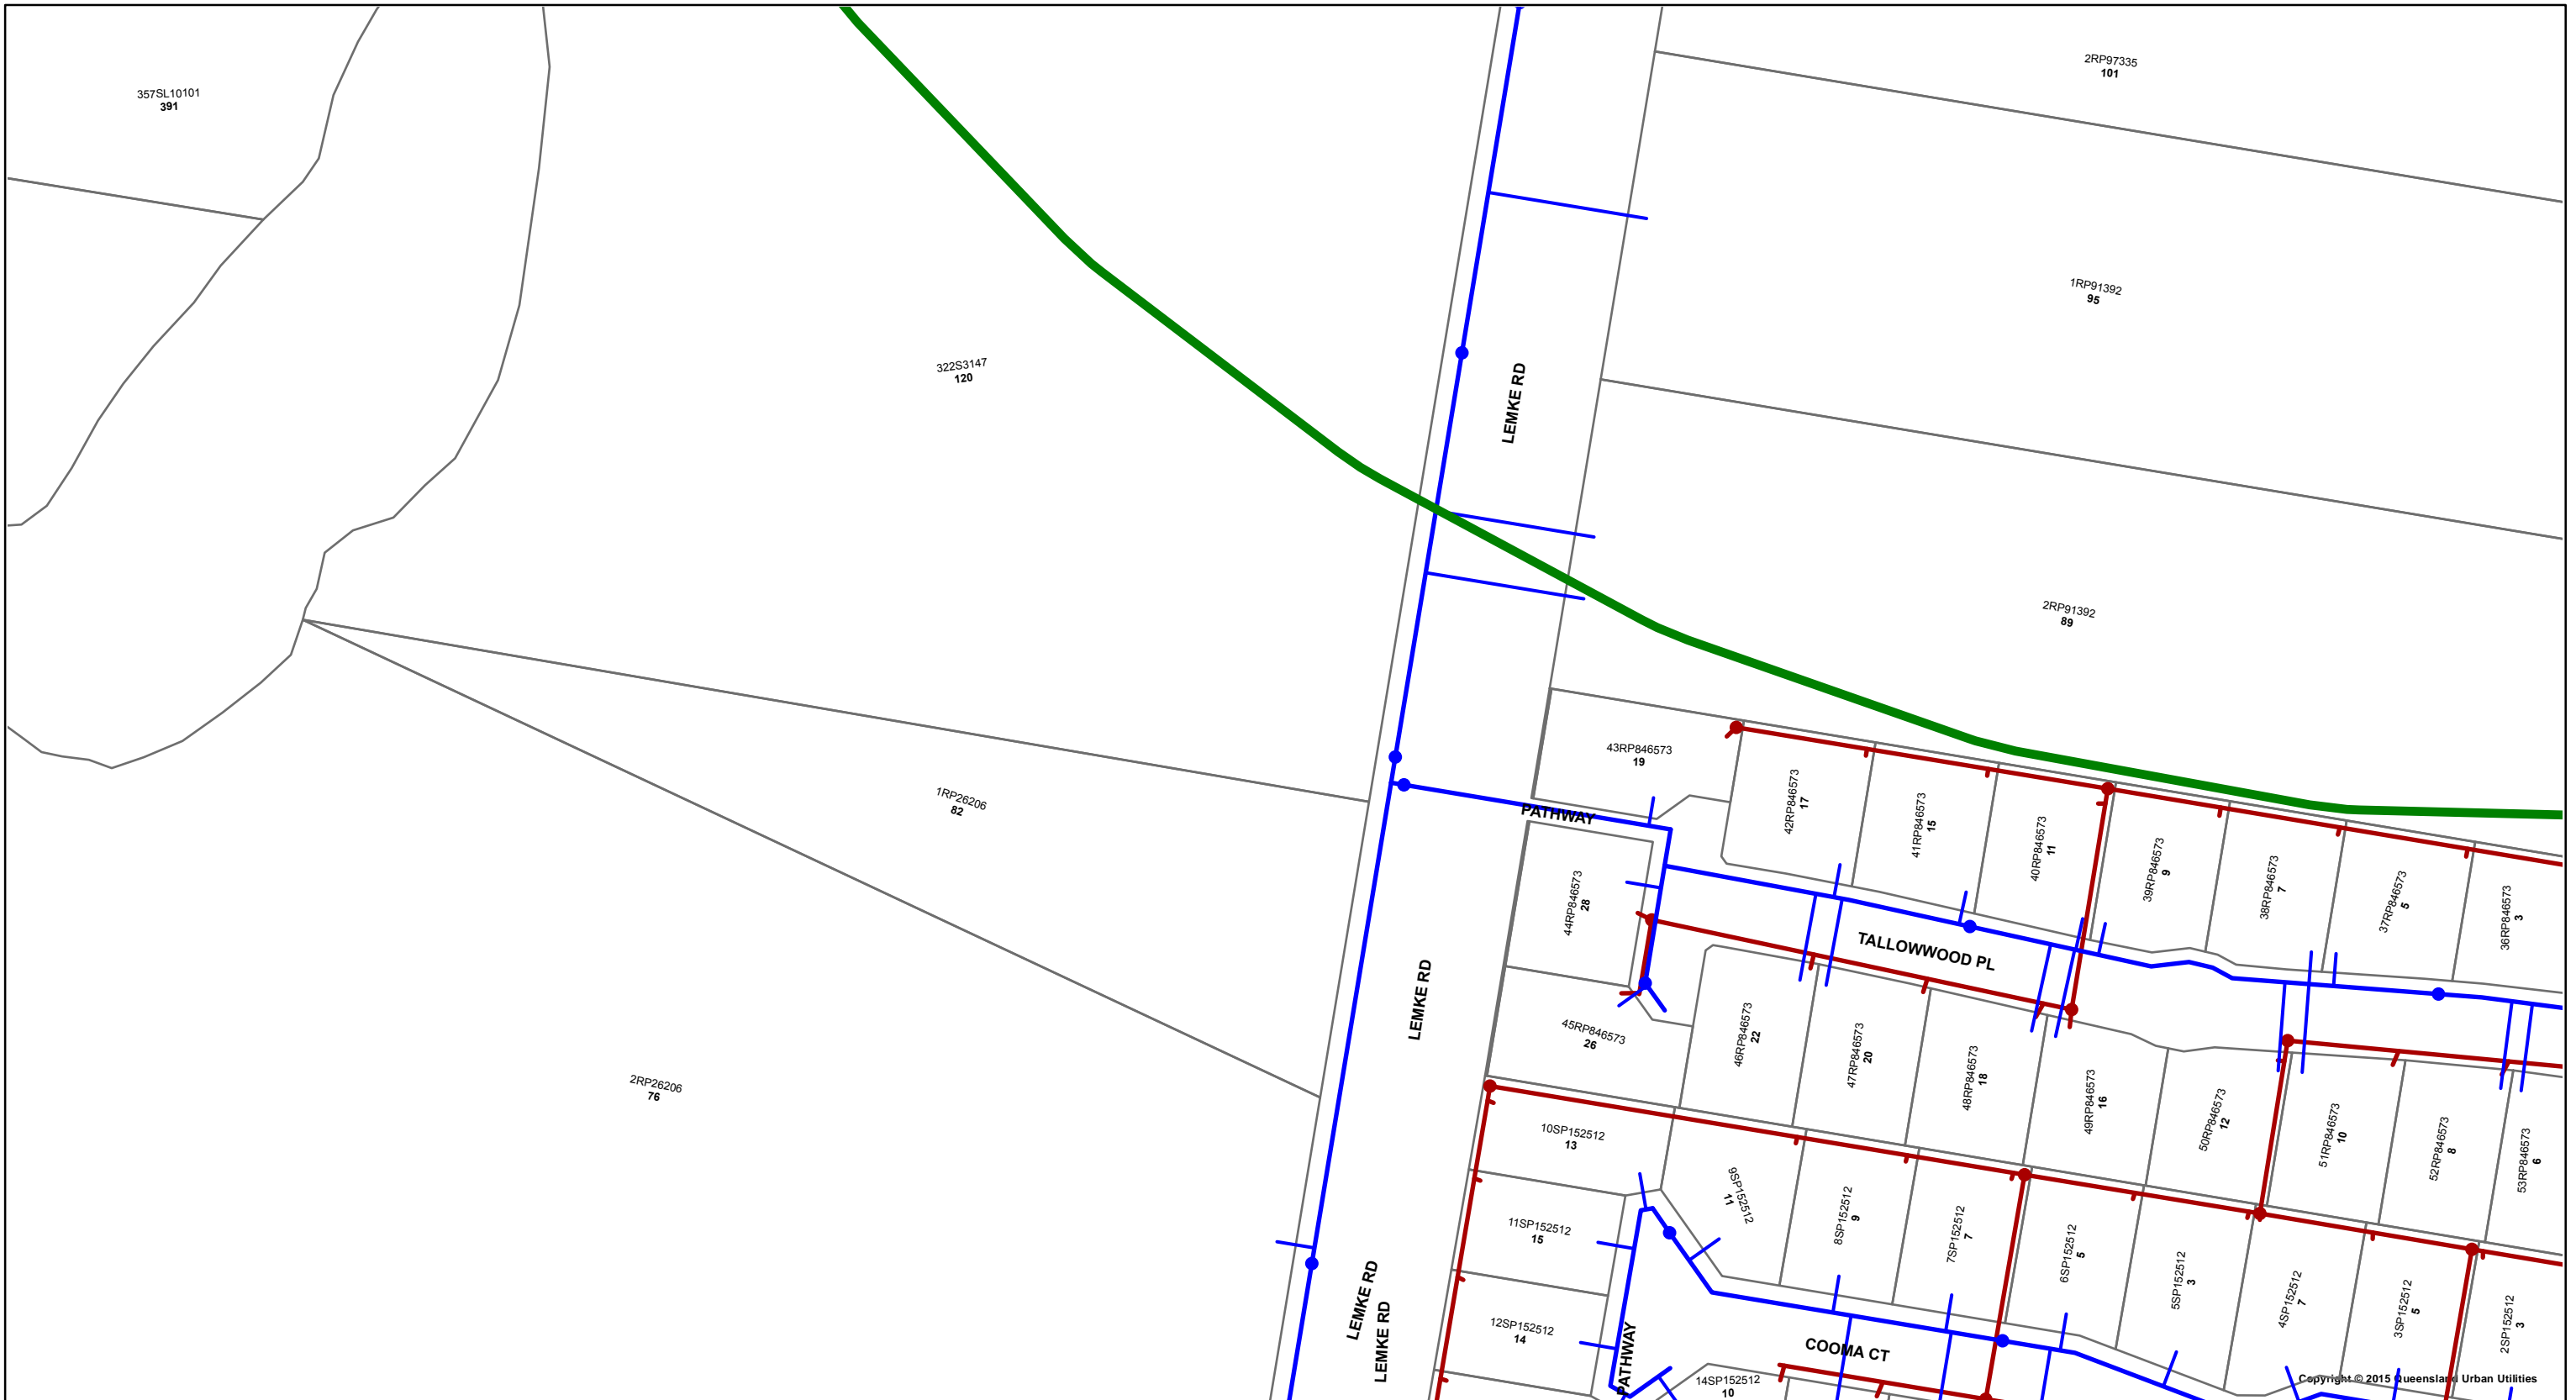 2RP97335
101
357SL10101
391
1RP91392
95
322S3147
120
LEMKE RD
2RP91392
89
43RP846573
19
42RP846573
17
41RP846573
15
40RP846573
11
39RP846573
9
38RP846573
7
37RP846573
5
36RP846573
3
1RP26206
82
PATHWAY
44RP846573
28
TALLOWWOOD PL
LEMKE RD
45RP846573
26
46RP846573
22
47RP846573
20
48RP846573
18
49RP846573
16
50RP846573
12
51RP846573
10
52RP846573
8
53RP846573
6
2RP26206
76
10SP152512
13
9SP152512
11
8SP152512
9
7SP152512
7
6SP152512
5
5SP152512
3
4SP152512
7
3SP152512
5
2SP152512
3
11SP152512
15
LEMKE RD
LEMKE RD
12SP152512
14
PATHWAY
COOMA CT
14SP152512
10
Copyright © 2015 Queensland Urban Utilities